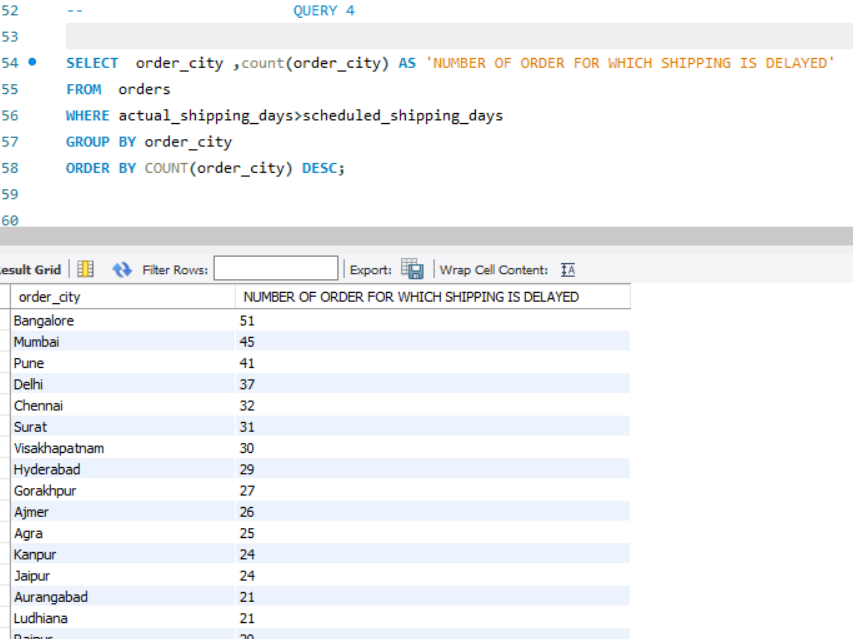 52 -- QUERY 4
53
54 SELECT order_city ,count(order_city) AS 'NUMBER OF ORDER FOR WHICH SHIPPING IS DELAYED'
55 FROM orders
56 WHERE actual_shipping_days>scheduled_shipping_days
57 GROUP BY order_city
58 ORDER BY COUNT(order_city) DESC;
59
60
esult Grid Filter Rows: Export: Wrap Cell Content: IA
order_city NUMBER OF ORDER FOR WHICH SHIPPING IS DELAYED
Bangalore 51
Mumbai 45
Pune 41
Delhi 37
Chennai 32
Surat 31
Visakhapatnam 30
Hyderabad 29
Gorakhpur 27
Ajmer 26
Agra 25
Kanpur 24
Jaipur 24
Aurangabad 21
Ludhiana 21